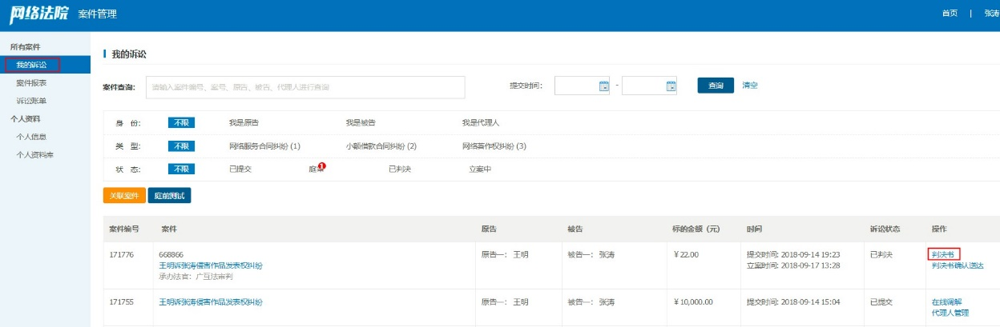 网络法院 案件管理 首页 | 张涛
所有案件
我的诉讼
案件报表
诉讼账单
个人资料
个人信息
个人资料库
我的诉讼
案件查询: 请输入案件编号、案号、原告、被告、代理人进行查询 提交时间: - 查询 清空
身 份: 不限 我是原告 我是被告 我是代理人
类 型: 不限 网络服务合同纠纷 (1) 小额借款合同纠纷 (2) 网络著作权纠纷 (3)
状 态: 不限 已提交 庭审 1 已判决 立案中
关联案件 庭前测试
案件编号 案件 原告 被告 标的金额（元） 时间 诉讼状态 操作
171776 668866 原告一： 王明 被告一： 张涛 ¥ 22.00 提交时间: 2018-09-14 19:23 已判决 判决书
王明诉张涛侵害作品发表权纠纷 立案时间: 2018-09-17 13:28 判决书确认送达
承办法官：广互法审判
171755 王明诉张涛侵害作品发表权纠纷 原告一： 王明 被告一： 张涛 ¥ 10,000.00 提交时间: 2018-09-14 15:04 已提交 在线调解
代理人管理